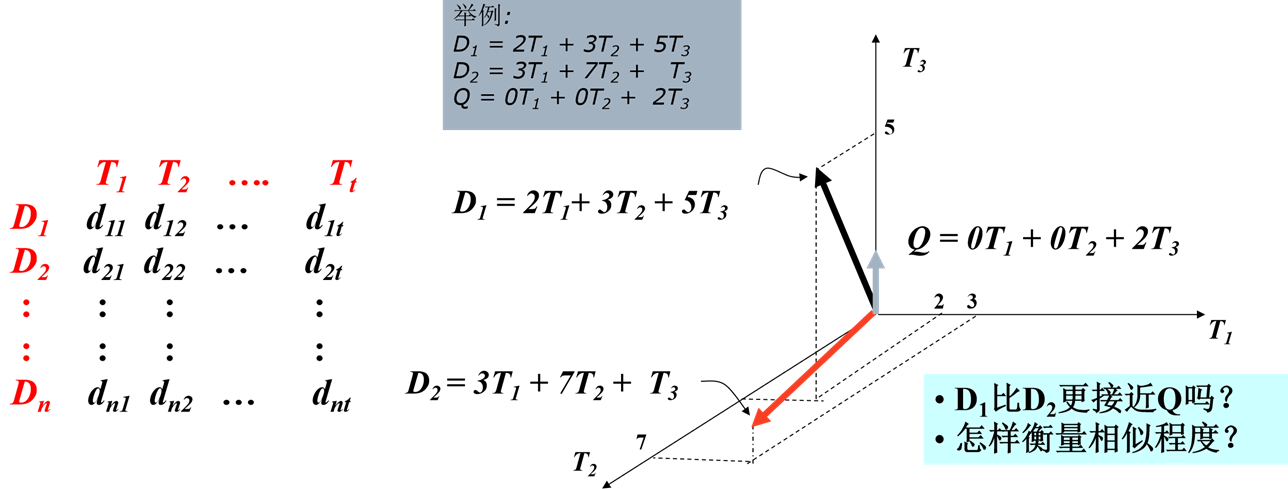 举例:
D1 = 2T1 + 3T2 + 5T3
D2 = 3T1 + 7T2 + T3
Q = 0T1 + 0T2 + 2T3
T1 T2 …. Tt
D1 d11 d12 … d1t
D2 d21 d22 … d2t
: : : :
: : : :
Dn dn1 dn2 … dnt
T3
5
D1 = 2T1+ 3T2 + 5T3
Q = 0T1 + 0T2 + 2T3
2 3
T1
D2 = 3T1 + 7T2 + T3
7
T2
• D1比D2更接近Q吗?
• 怎样衡量相似程度?